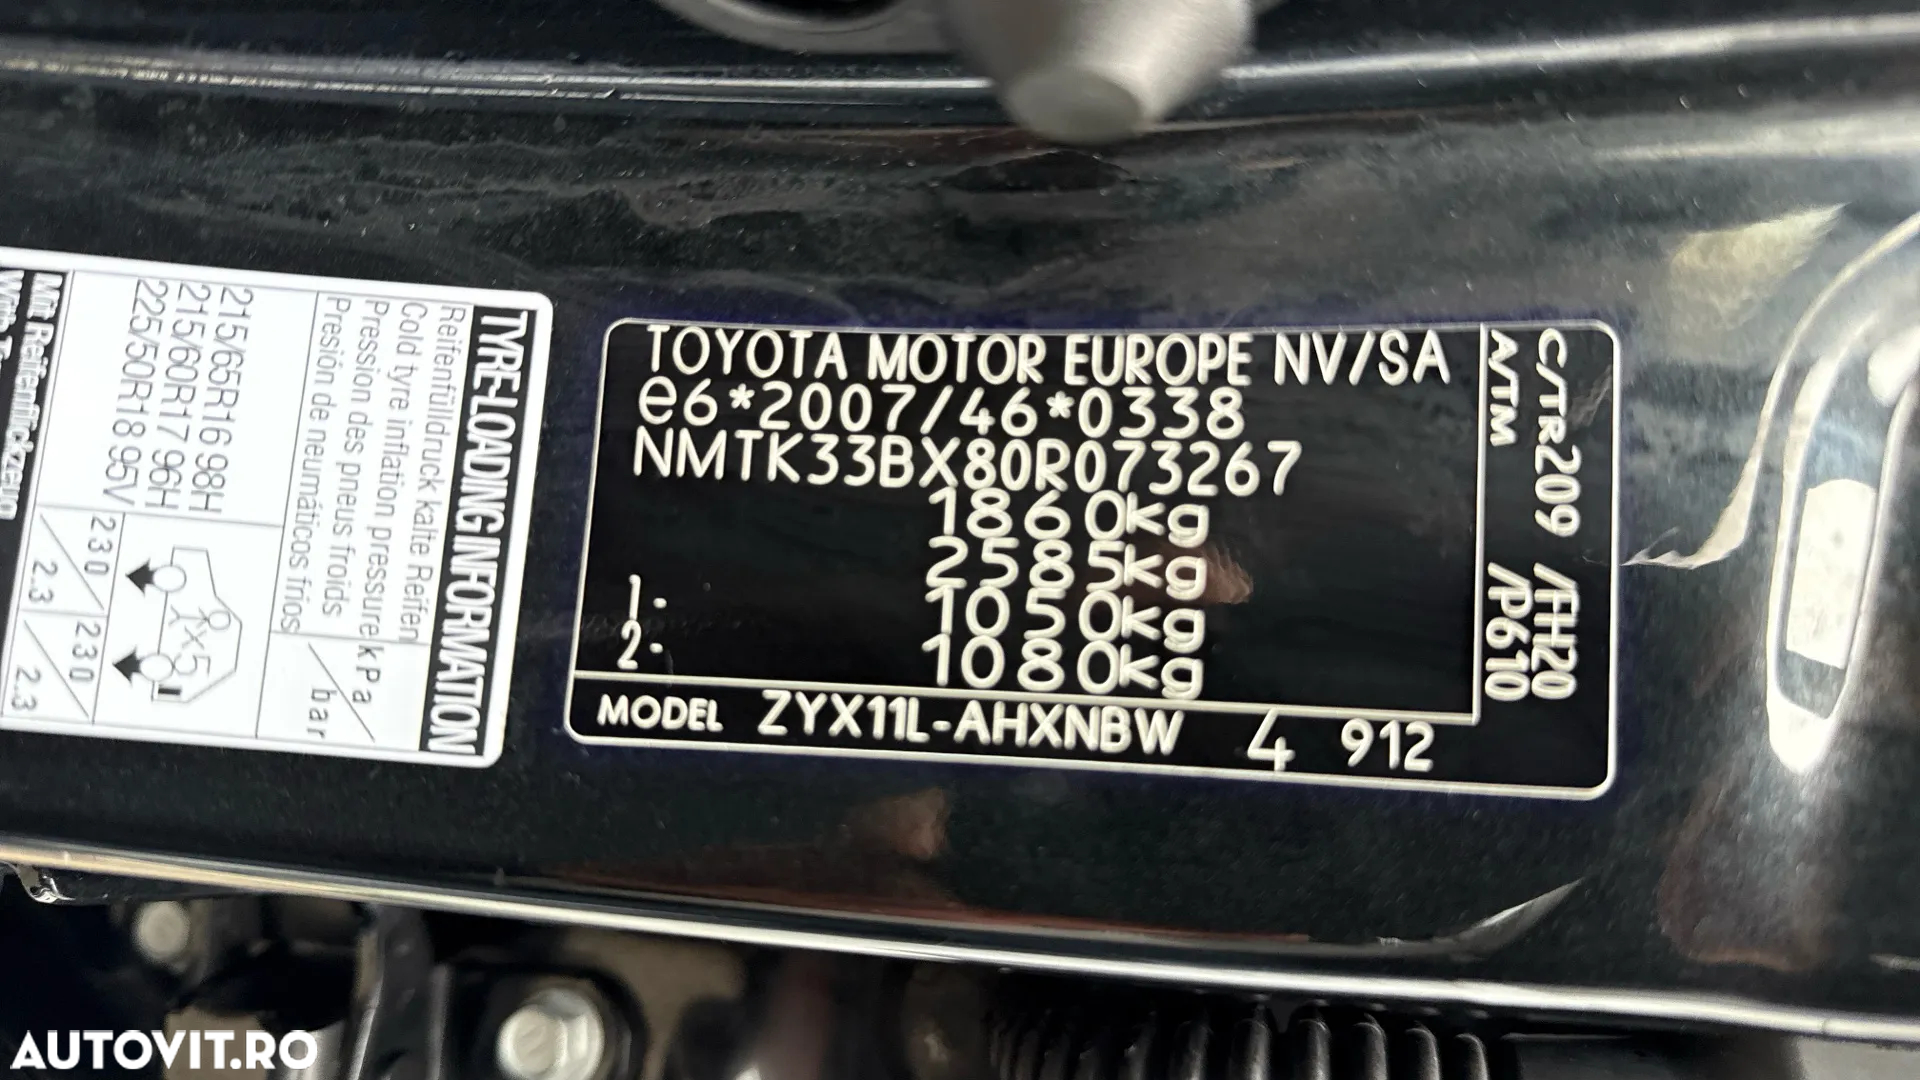 TOYOTA MOTOR EUROPE NV/SA
e6*2007/46*0338
NMTK33BX80R073267
1860kg
2585kg
1- 1050kg
2- 1080kg
MODEL ZYX11L-AHXNBW 4 912
C/TR209 /FH20
A/TM /P610
TYRE-LOADING INFORMATION
Reifenfülldruck kalte Reifen
Cold tyre inflation pressure
Pression des pneus froids
Presión de neumáticos fríos
kPa/
bar
215/65R16 98H
215/60R17 96H
225/50R18 95V
x5
230/2.3
230/2.3
Mit Reifenflickzeug
AUTOVIT.RO